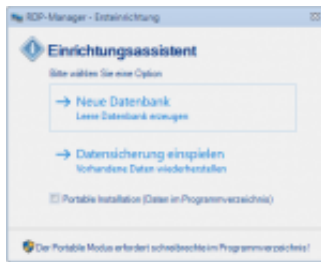 RDP-Manager - Ersteinrichtung
Einrichtungsassistent
Bitte wählen Sie eine Option
Neue Datenbank
Leere Datenbank erzeugen
Datensicherung einspielen
Vorhandene Daten wiederherstellen
Portable Installation (Daten im Programmverzeichnis)
Der Portable Modus erfordert Schreibrechte im Programmverzeichnis!